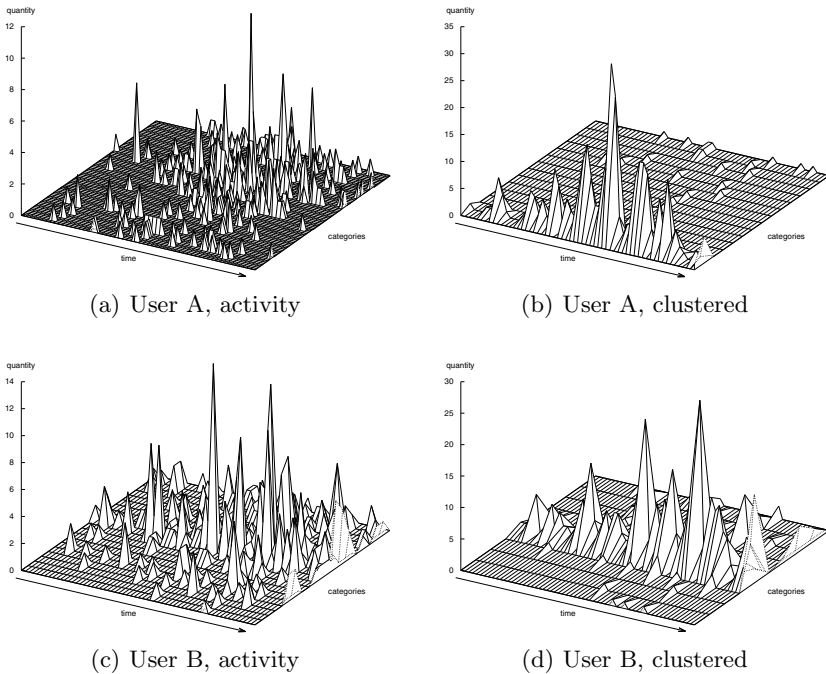 quantity
12
10
8
6
4
2
0
time
categories
(a) User A, activity
quantity
35
30
25
20
15
10
5
0
time
categories
(b) User A, clustered
quantity
14
12
10
8
6
4
2
0
time
categories
(c) User B, activity
quantity
30
25
20
15
10
5
0
time
categories
(d) User B, clustered